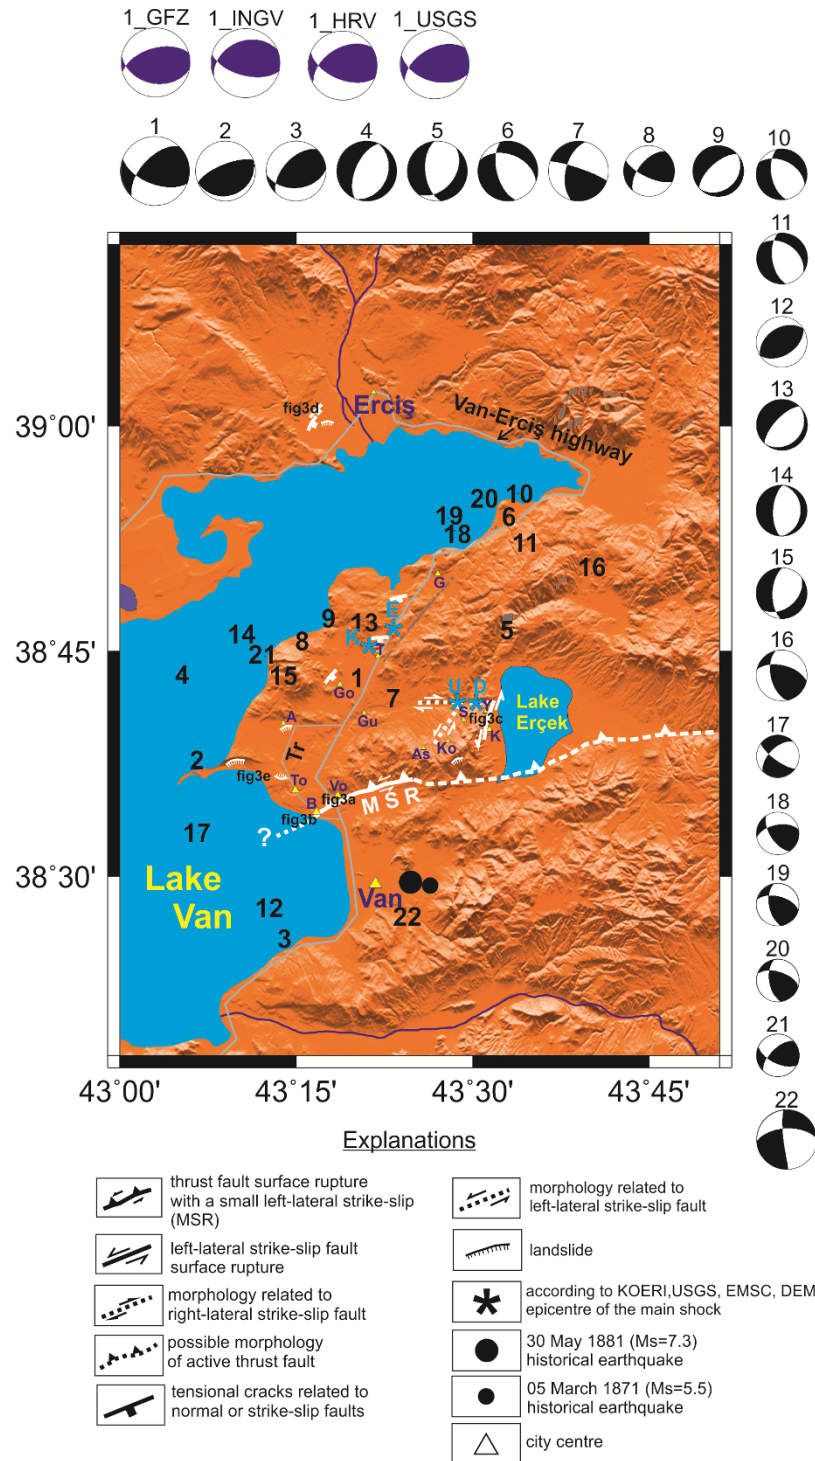 1_GFZ 1_INGV 1_HRV 1_USGS
1 2 3 4 5 6 7 8 9 10
11
12
13
14
15
16
17
18
19
20
21
22
39°00'
38°45'
38°30'
43°00' 43°15' 43°30' 43°45'
fig3d
Erciş
Van-Erciş highway
20 10
19 6
18
11
16
G
9 13 E
14 8 K T
5
21
4 15 Go 1
7
U D
Lake
Erçek
S Y
fig3c
K
A Gu
Tr
As Ko
2
fig3e
To Vo
fig3a
B
MSR
fig3b
?
17
Lake
Van
12
3
Van
22
Explanations
thrust fault surface rupture
with a small left-lateral strike-slip
(MSR)
left-lateral strike-slip fault
surface rupture
morphology related to
right-lateral strike-slip fault
possible morphology
of active thrust fault
tensional cracks related to
normal or strike-slip faults
morphology related to
left-lateral strike-slip fault
landslide
according to KOERI,USGS, EMSC, DEM
epicentre of the main shock
30 May 1881 (Ms=7.3)
historical earthquake
05 March 1871 (Ms=5.5)
historical earthquake
city centre